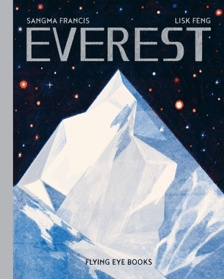 SANGMA FRANCIS LISK FENG
EVEREST
FLYING EYE BOOKS